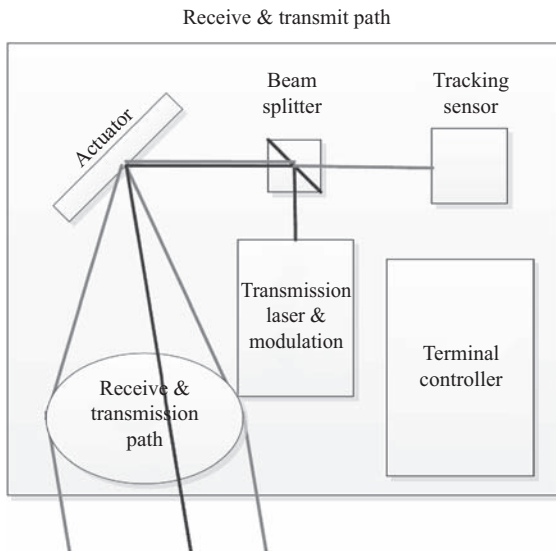 Receive & transmit path
Actuator
Beam
splitter
Tracking
sensor
Transmission
laser &
modulation
Terminal
controller
Receive &
transmission
path